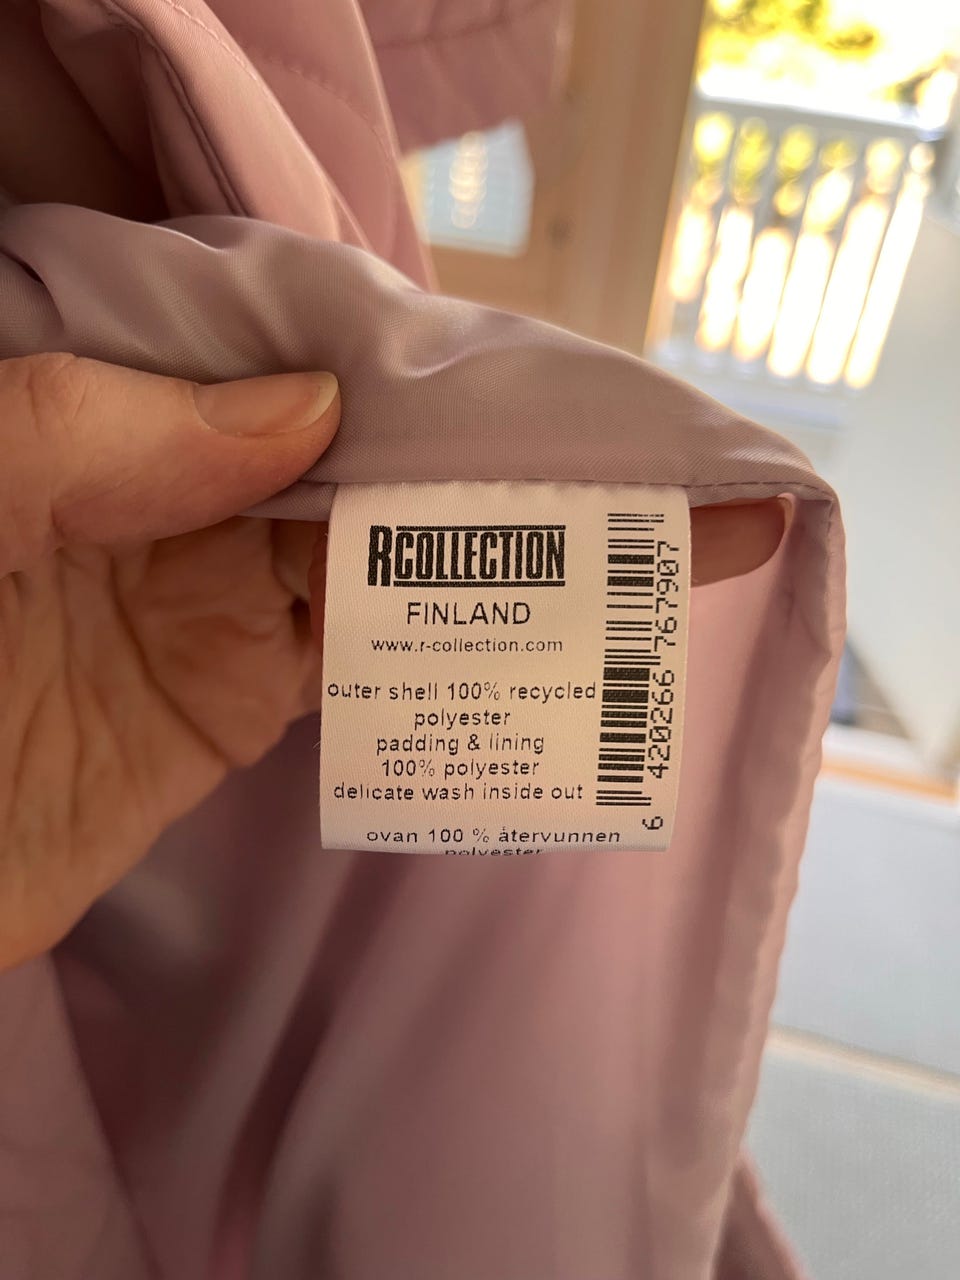 RCOLLECTION
FINLAND
www.r-collection.com
outer shell 100% recycled
polyester
padding & lining
100% polyester
delicate wash inside out
ovan 100 % återvunnen
polyester
6 420266 767907